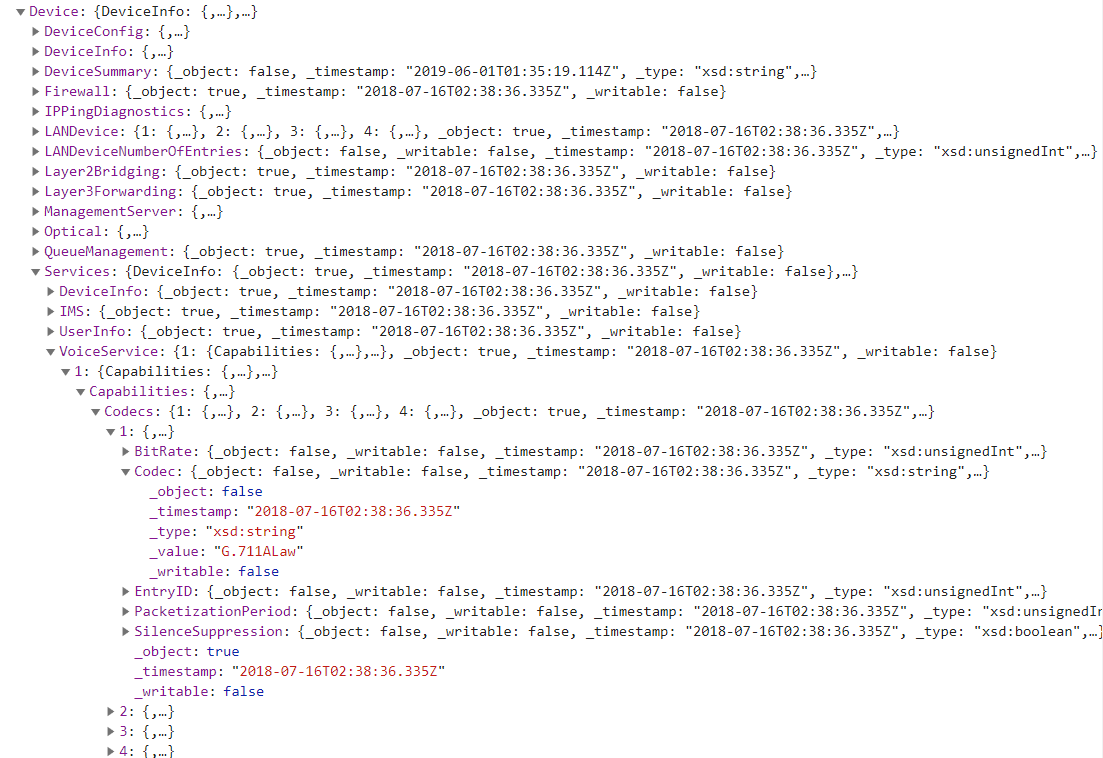 Device: {DeviceInfo: {,…},…}
DeviceConfig: {,…}
DeviceInfo: {,…}
DeviceSummary: {_object: false, _timestamp: "2019-06-01T01:35:19.114Z", _type: "xsd:string",…}
Firewall: {_object: true, _timestamp: "2018-07-16T02:38:36.335Z", _writable: false}
IPPingDiagnostics: {,…}
LANDevice: {1: {,…}, 2: {,…}, 3: {,…}, 4: {,…}, _object: true, _timestamp: "2018-07-16T02:38:36.335Z",…}
LANDeviceNumberOfEntries: {_object: false, _writable: false, _timestamp: "2018-07-16T02:38:36.335Z", _type: "xsd:unsignedInt",…}
Layer2Bridging: {_object: true, _timestamp: "2018-07-16T02:38:36.335Z", _writable: false}
Layer3Forwarding: {_object: true, _timestamp: "2018-07-16T02:38:36.335Z", _writable: false}
ManagementServer: {,…}
Optical: {,…}
QueueManagement: {_object: true, _timestamp: "2018-07-16T02:38:36.335Z", _writable: false}
Services: {DeviceInfo: {_object: true, _timestamp: "2018-07-16T02:38:36.335Z", _writable: false},…}
DeviceInfo: {_object: true, _timestamp: "2018-07-16T02:38:36.335Z", _writable: false}
IMS: {_object: true, _timestamp: "2018-07-16T02:38:36.335Z", _writable: false}
UserInfo: {_object: true, _timestamp: "2018-07-16T02:38:36.335Z", _writable: false}
VoiceService: {1: {Capabilities: {,…},…}, _object: true, _timestamp: "2018-07-16T02:38:36.335Z", _writable: false}
1: {Capabilities: {,…},…}
Capabilities: {,…}
Codecs: {1: {,…}, 2: {,…}, 3: {,…}, 4: {,…}, _object: true, _timestamp: "2018-07-16T02:38:36.335Z",…}
1: {,…}
BitRate: {_object: false, _writable: false, _timestamp: "2018-07-16T02:38:36.335Z", _type: "xsd:unsignedInt",…}
Codec: {_object: false, _writable: false, _timestamp: "2018-07-16T02:38:36.335Z", _type: "xsd:string",…}
_object: false
_timestamp: "2018-07-16T02:38:36.335Z"
_type: "xsd:string"
_value: "G.711ALaw"
_writable: false
EntryID: {_object: false, _writable: false, _timestamp: "2018-07-16T02:38:36.335Z", _type: "xsd:unsignedInt",…}
PacketizationPeriod: {_object: false, _writable: false, _timestamp: "2018-07-16T02:38:36.335Z", _type: "xsd:unsignedIn
SilenceSuppression: {_object: false, _writable: false, _timestamp: "2018-07-16T02:38:36.335Z", _type: "xsd:boolean",…}
_object: true
_timestamp: "2018-07-16T02:38:36.335Z"
_writable: false
2: {,…}
3: {,…}
4: {,…}